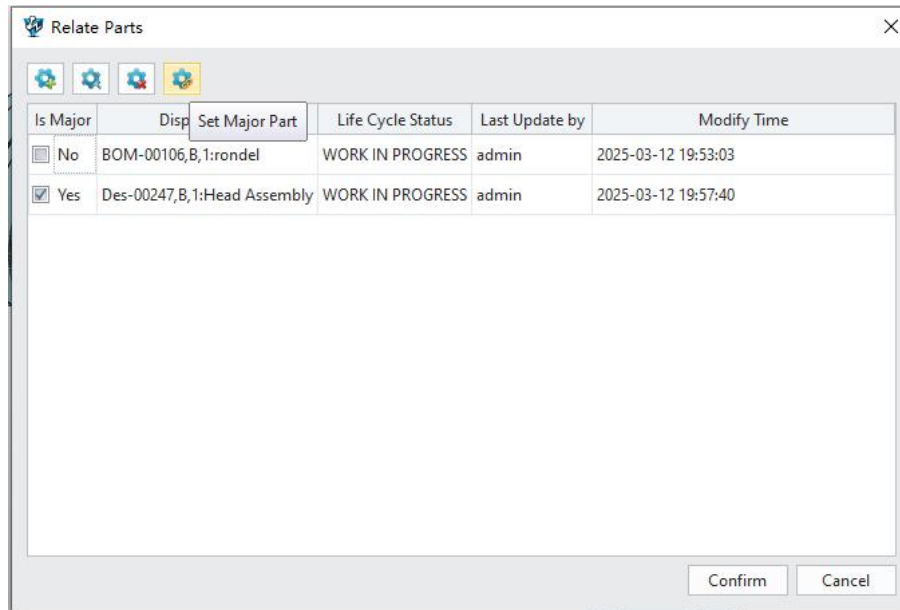 Relate Parts
Is Major Disp Set Major Part Life Cycle Status Last Update by Modify Time
No BOM-00106,B,1:rondel WORK IN PROGRESS admin 2025-03-12 19:53:03
Yes Des-00247,B,1:Head Assembly WORK IN PROGRESS admin 2025-03-12 19:57:40
Confirm Cancel